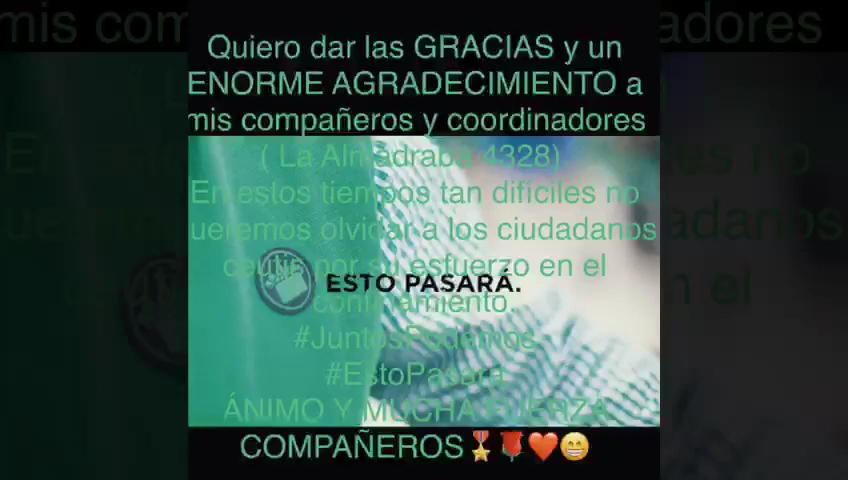 Quiero dar las GRACIAS y un
ENORME AGRADECIMIENTO a
mis compañeros y coordinadores
( La Almadraba 4328)
En estos tiempos tan difíciles no
queremos olvidar a los ciudadanos
por su esfuerzo en el
ESTO PASARÁ.
confinamiento.
#JuntosPodemos
#EstoPasará
ÁNIMO Y MUCHA FUERZA
COMPAÑEROS🎖️🌹❤️😁